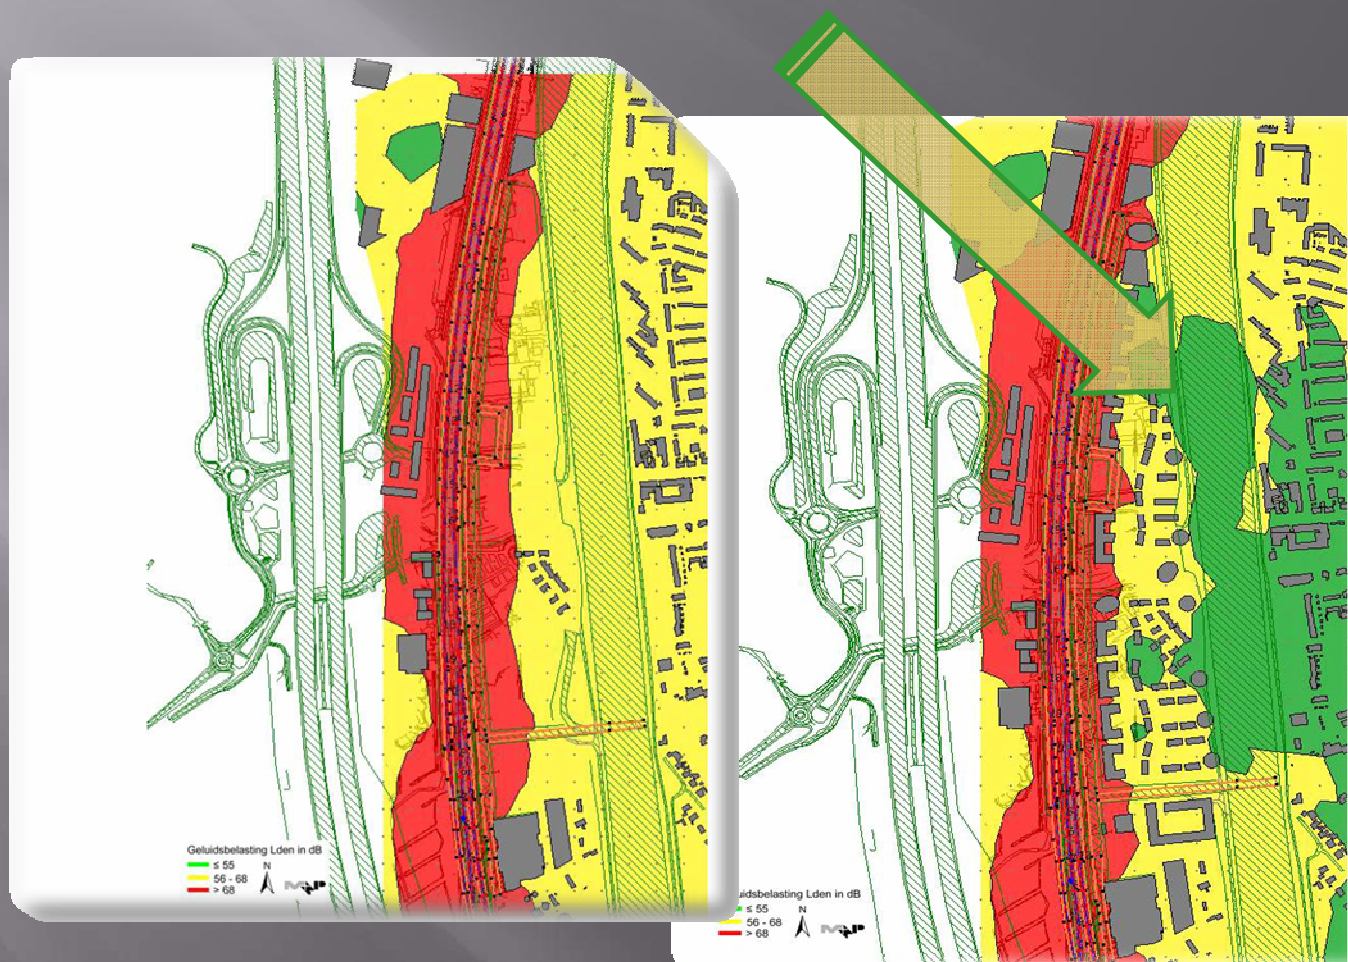 Geluidsbelasting Lden in dB
≤ 55
56 - 68
> 68
N
uidsbelasting Lden in dB
≤ 55
56 - 68
> 68
N